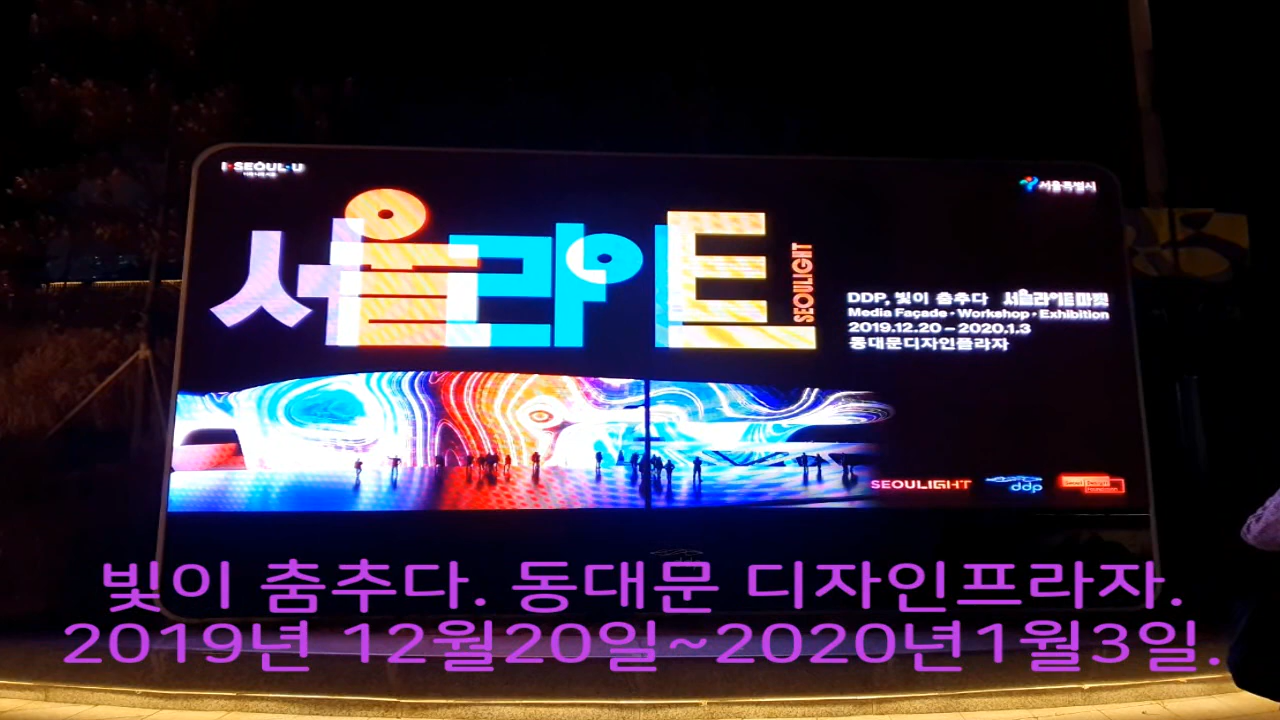 I·SEOUL·U
서울특별시
서울라이트
SEOULIGHT
DDP, 빛이 춤추다 서울라이트마켓
Media Façade · Workshop · Exhibition
2019.12.20 – 2020.1.3
동대문디자인플라자
SEOULIGHT
ddp
빛이 춤추다. 동대문 디자인프라자.
2019년 12월20일~2020년1월3일.